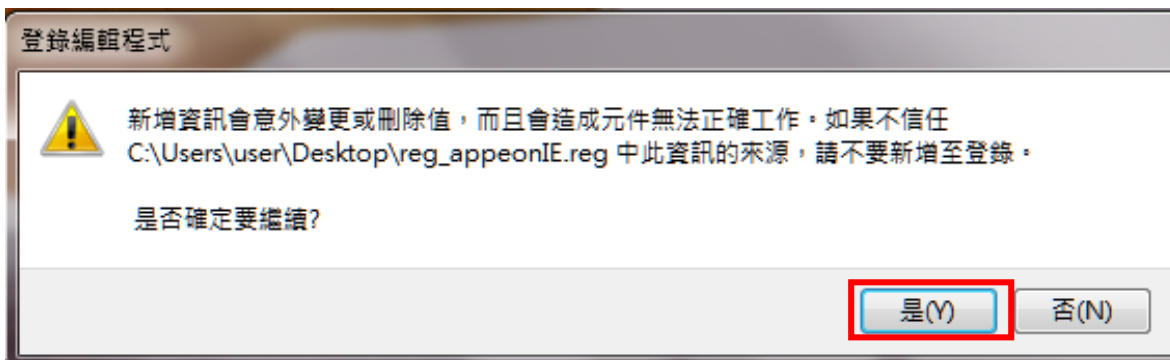 登錄編輯程式
新增資訊會意外變更或刪除值，而且會造成元件無法正確工作。如果不信任
C:\Users\user\Desktop\reg_appeonIE.reg 中此資訊的來源，請不要新增至登錄。
是否確定要繼續?
是(Y) 否(N)